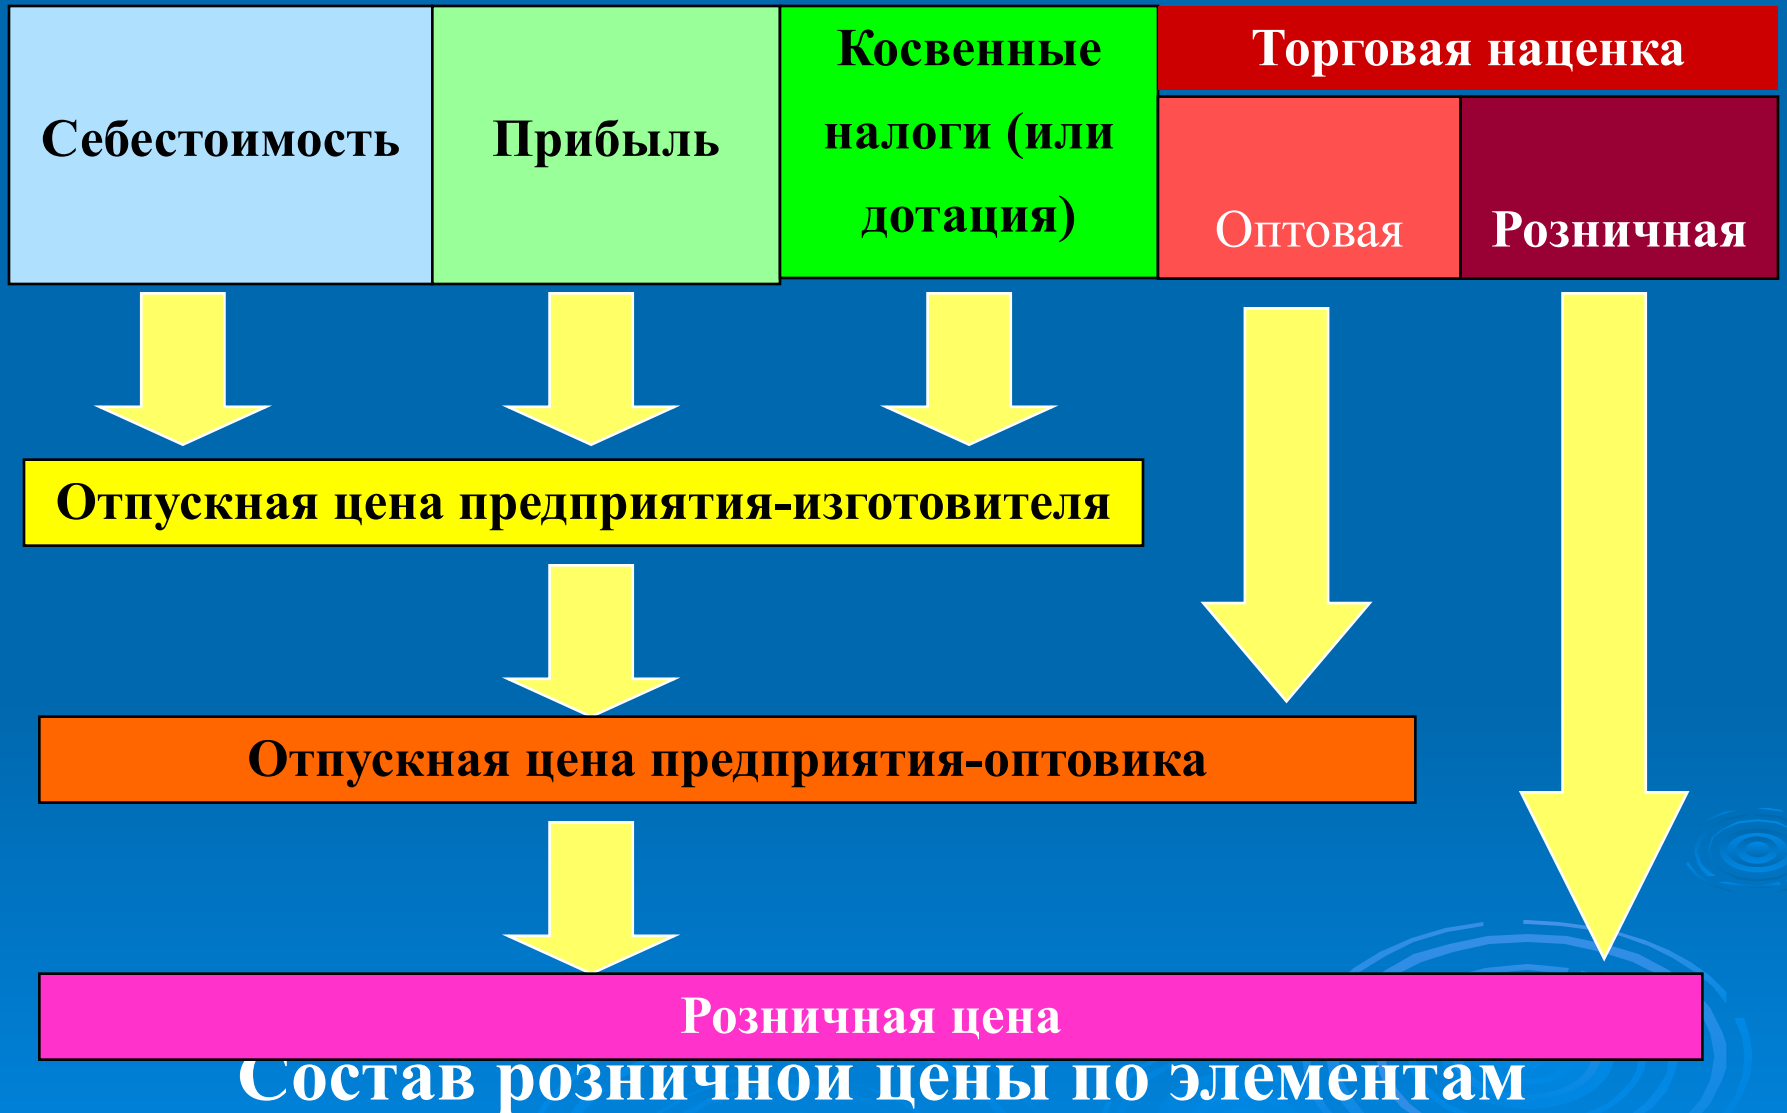 Себестоимость
Прибыль
Косвенные
налоги (или
дотация)
Торговая наценка
Оптовая
Розничная
Отпускная цена предприятия-изготовителя
Отпускная цена предприятия-оптовика
Розничная цена
Состав розничной цены по элементам